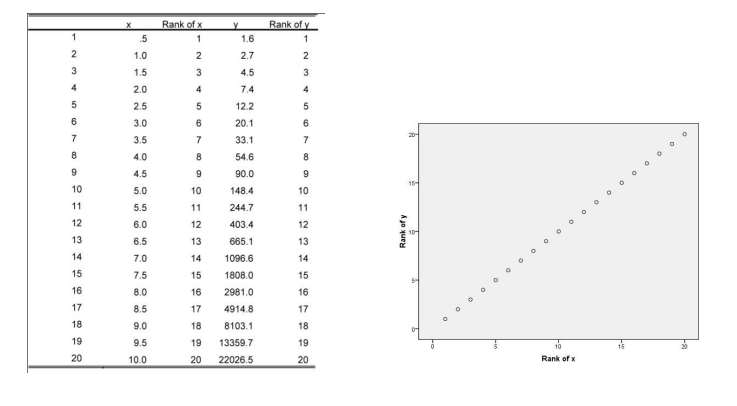 x Rank of x y Rank of y
1 .5 1 1.6 1
2 1.0 2 2.7 2
3 1.5 3 4.5 3
4 2.0 4 7.4 4
5 2.5 5 12.2 5
6 3.0 6 20.1 6
7 3.5 7 33.1 7
8 4.0 8 54.6 8
9 4.5 9 90.0 9
10 5.0 10 148.4 10
11 5.5 11 244.7 11
12 6.0 12 403.4 12
13 6.5 13 665.1 13
14 7.0 14 1096.6 14
15 7.5 15 1808.0 15
16 8.0 16 2981.0 16
17 8.5 17 4914.8 17
18 9.0 18 8103.1 18
19 9.5 19 13359.7 19
20 10.0 20 22026.5 20
20
15
10
5
0
Rank of y
0 5 10 15 20
Rank of x